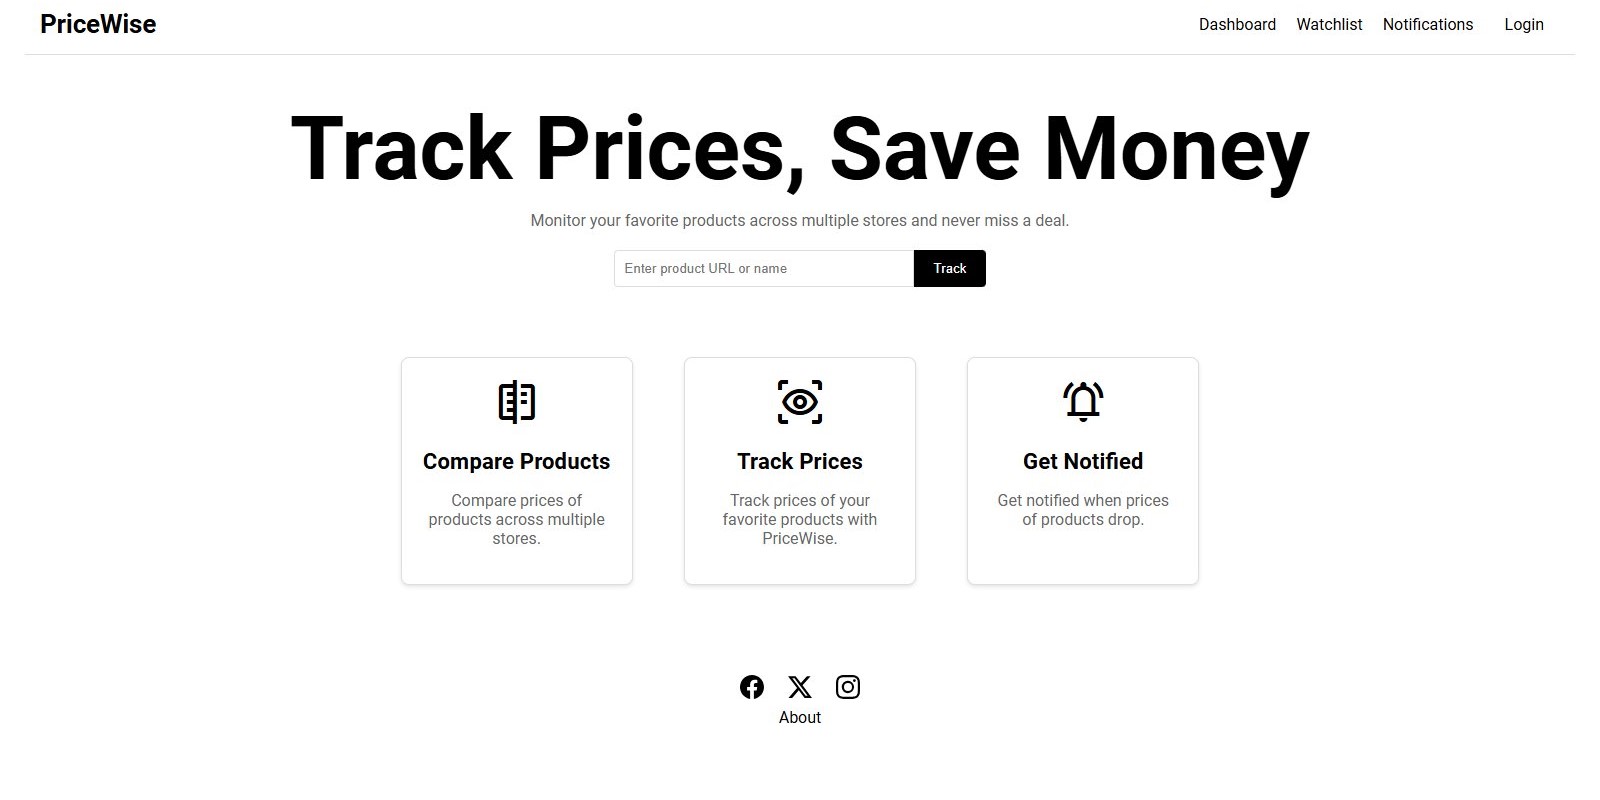 PriceWise
Dashboard Watchlist Notifications Login
Track Prices, Save Money
Monitor your favorite products across multiple stores and never miss a deal.
Enter product URL or name Track
Compare Products
Compare prices of
products across multiple
stores.
Track Prices
Track prices of your
favorite products with
PriceWise.
Get Notified
Get notified when prices
of products drop.
About